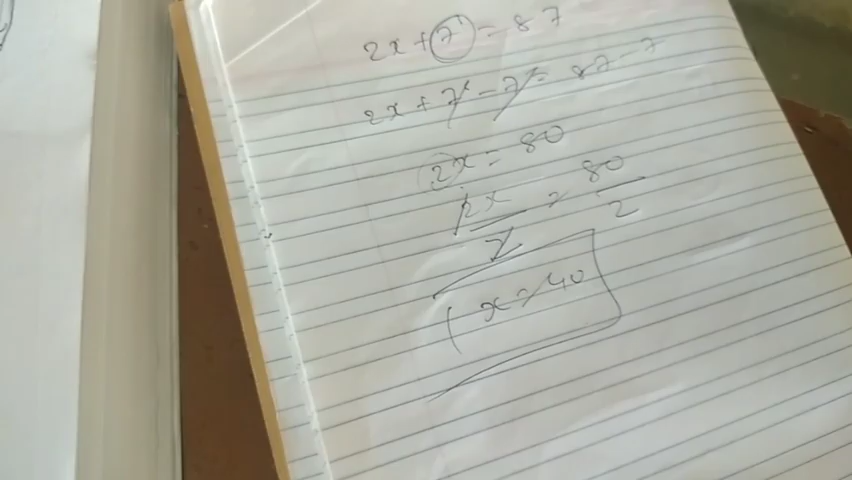 2x + 7 = 87
2x + 7 - 7 = 87 - 7
2x = 80
2x/2 = 80/2
x = 40